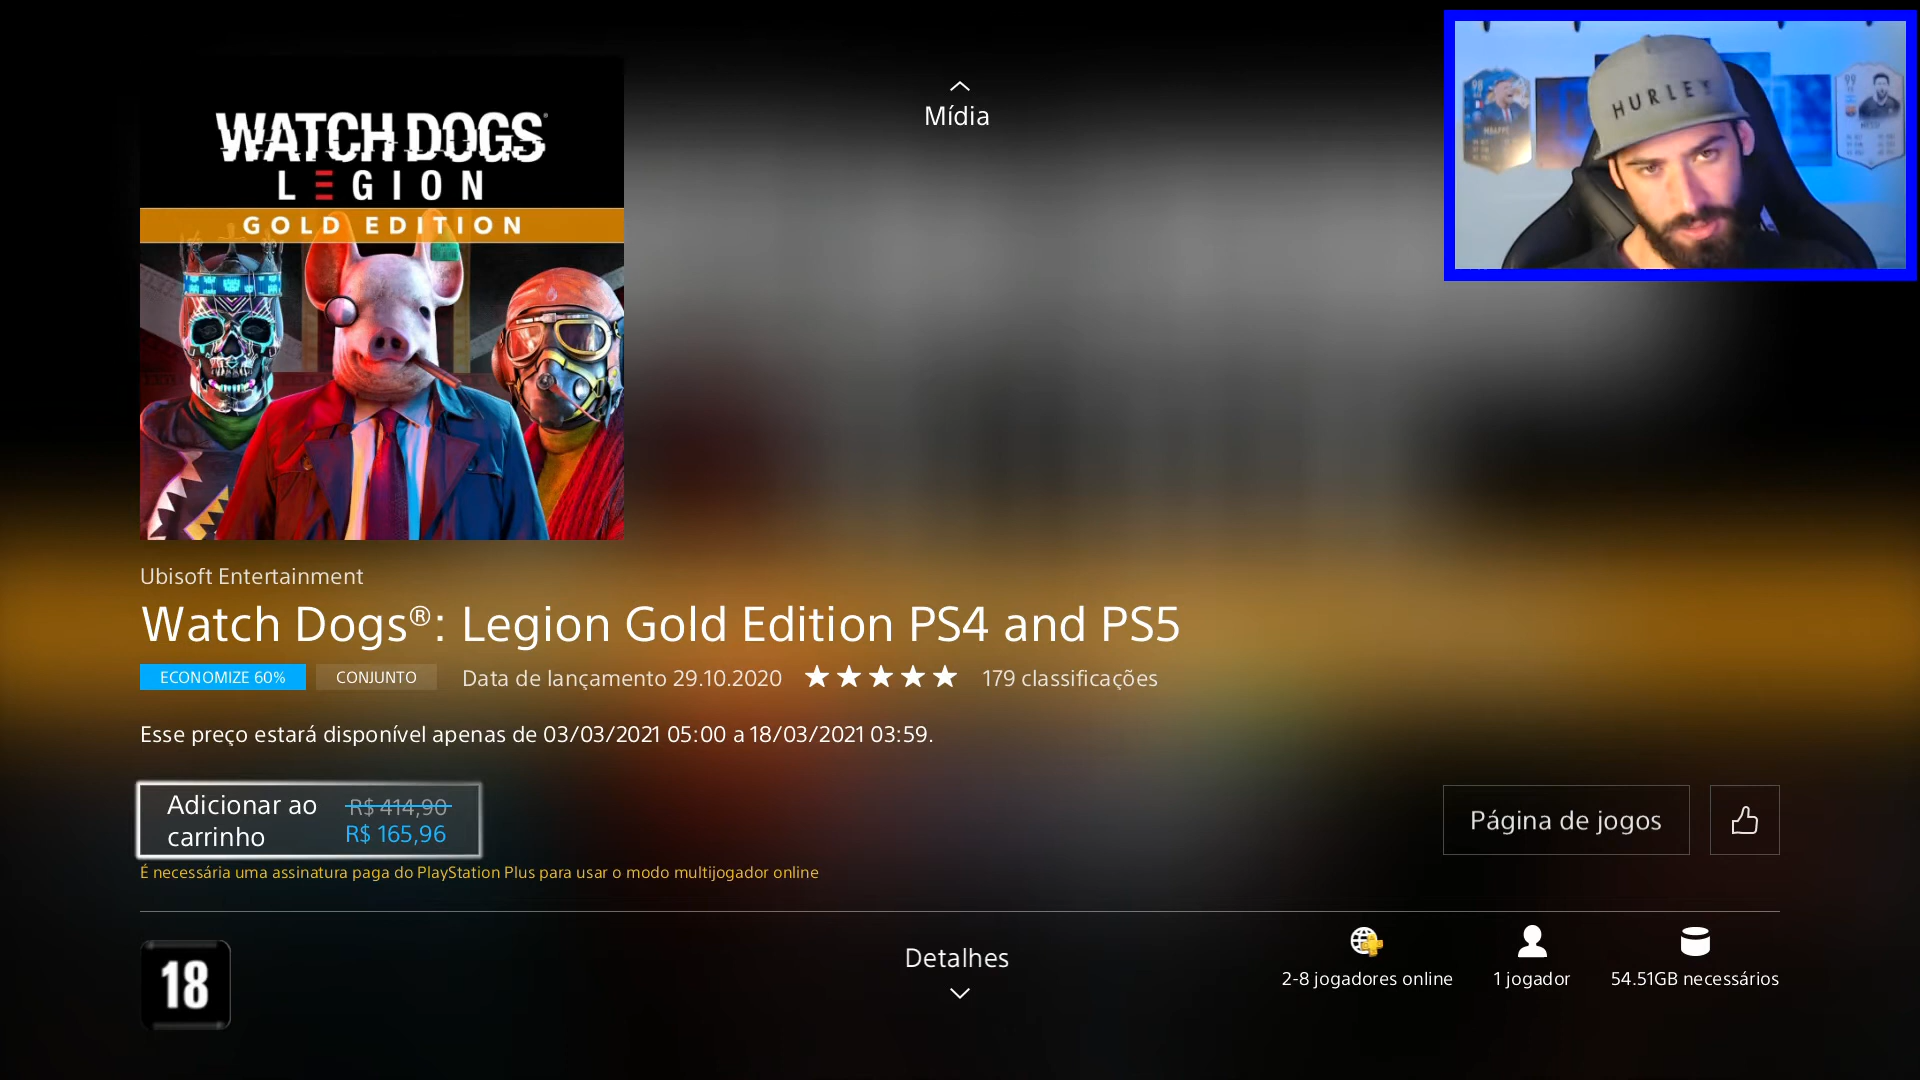 WATCH DOGS
LEGION
GOLD EDITION
Mídia
HURLEY
98
MBAPPÉ
99
MESSI
Ubisoft Entertainment
Watch Dogs®: Legion Gold Edition PS4 and PS5
ECONOMIZE 60%
CONJUNTO
Data de lançamento 29.10.2020
179 classificações
Esse preço estará disponível apenas de 03/03/2021 05:00 a 18/03/2021 03:59.
Adicionar ao
carrinho
R$ 414,90
R$ 165,96
Página de jogos
É necessária uma assinatura paga do PlayStation Plus para usar o modo multijogador online
18
Detalhes
2-8 jogadores online
1 jogador
54.51GB necessários